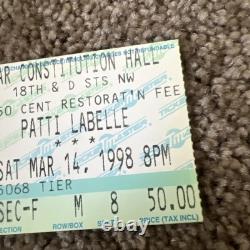 AR CONSTITUTION HALL
18TH & D STS. NW
50 CENT RESTORAT'N FEE
PATTI LABELLE
***
SAT MAR 14, 1998 8PM
5068 TIER
SEC-F M 8 50.00
ROW/BOX SEAT PRICE (TAX INCL.)